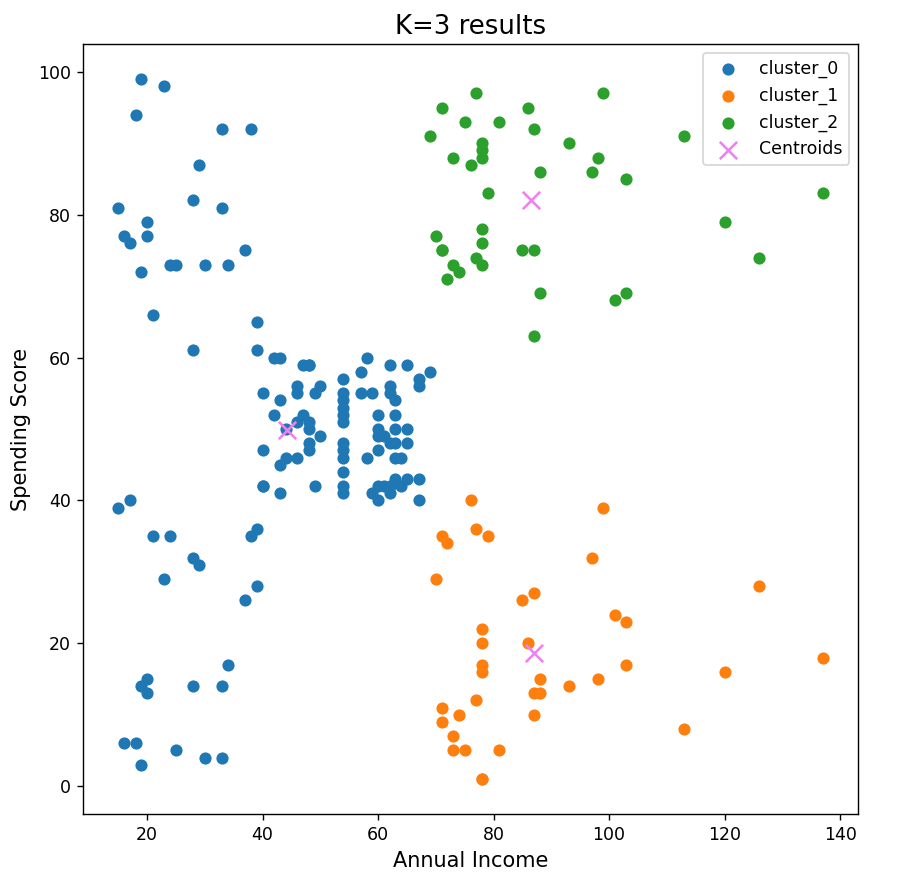 K=3 results
cluster_0
cluster_1
cluster_2
Centroids
100
80
60
40
20
0
Spending Score
20 40 60 80 100 120 140
Annual Income